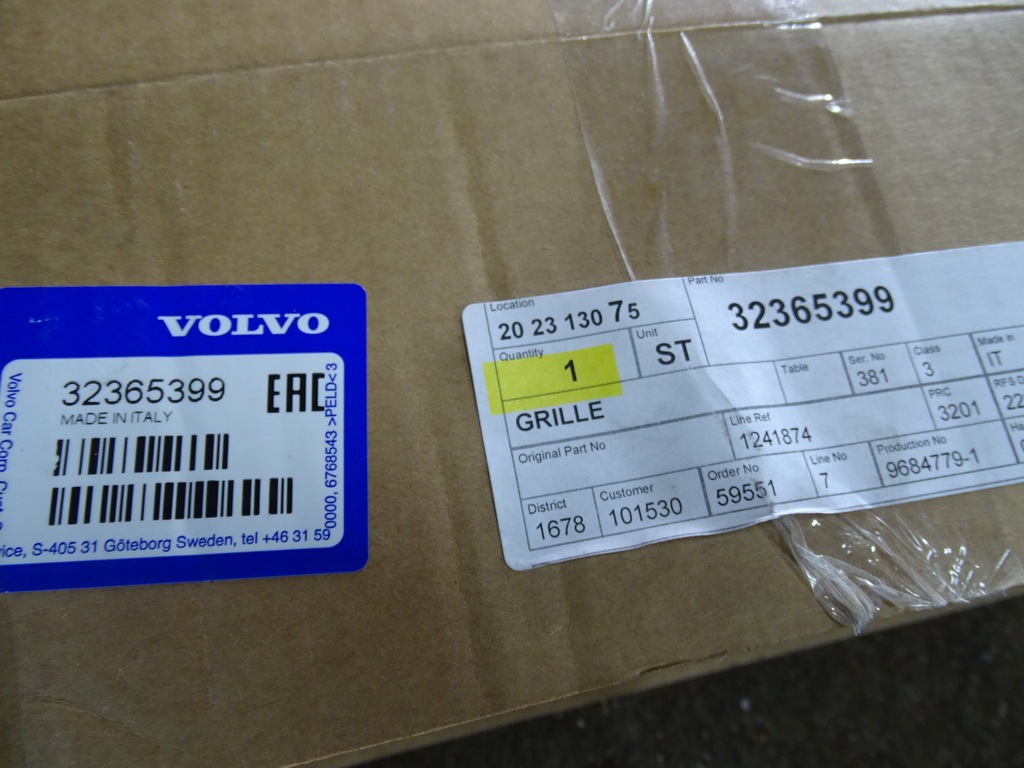 VOLVO
32365399
EAC
MADE IN ITALY
>PELD<3
0000, 6768543
Volvo Car
S-405 31 Göteborg Sweden, tel +46 31 59
Location
20 23 130 75
Part No
32365399
Quantity
1
Unit
ST
Table
Ser. No
381
Class
3
Made in
IT
GRILLE
Line Ref
1241874
PRC
3201
Original Part No
District
1678
Customer
101530
Order No
59551
Line No
7
Production No
9684779-1